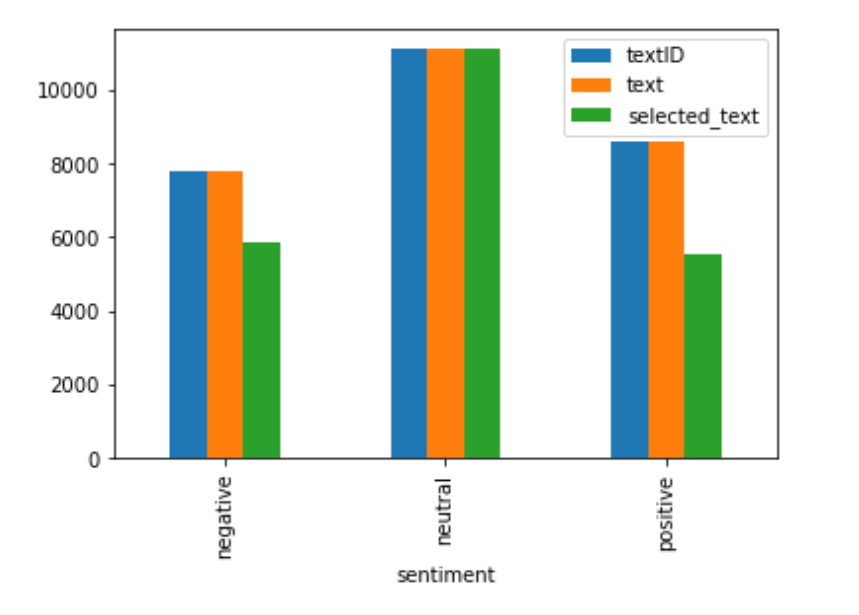 textID
text
selected_text
10000
8000
6000
4000
2000
0
negative
neutral
positive
sentiment